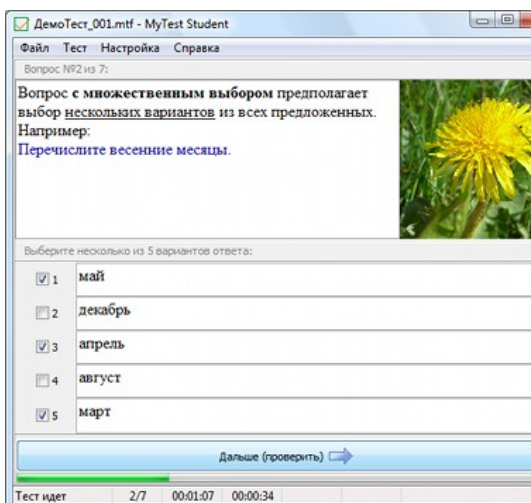 ДемоТест_001.mtf - MyTest Student
Файл Тест Настройка Справка
Вопрос №2 из 7:
Вопрос с множественным выбором предполагает
выбор нескольких вариантов из всех предложенных.
Например:
Перечислите весенние месяцы.
Выберите несколько из 5 вариантов ответа:
1 май
2 декабрь
3 апрель
4 август
5 март
Дальше (проверить)
Тест идет 2/7 00:01:07 00:00:34